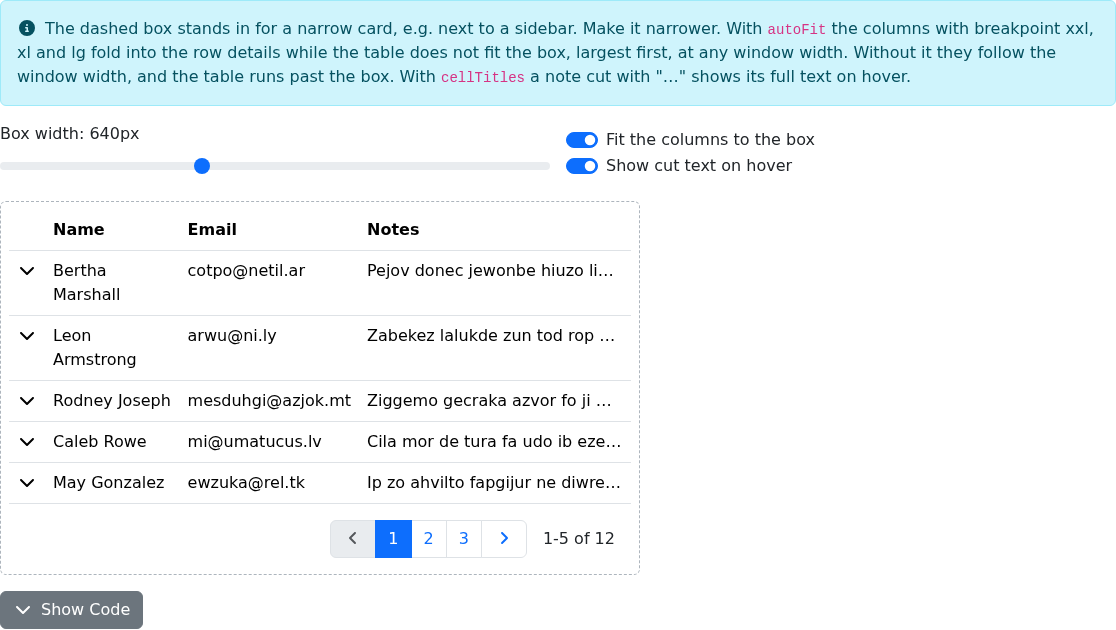 The dashed box stands in for a narrow card, e.g. next to a sidebar. Make it narrower. With autoFit the columns with breakpoint xxl,
xl and lg fold into the row details while the table does not fit the box, largest first, at any window width. Without it they follow the
window width, and the table runs past the box. With cellTitles a note cut with "…" shows its full text on hover.
Box width: 640px
Fit the columns to the box
Show cut text on hover
Name Email Notes
Bertha Marshall cotpo@netil.ar Pejov donec jewonbe hiuzo li…
Leon Armstrong arwu@ni.ly Zabekez lalukde zun tod rop …
Rodney Joseph mesduhgi@azjok.mt Ziggemo gecraka azvor fo ji …
Caleb Rowe mi@umatucus.lv Cila mor de tura fa udo ib eze…
May Gonzalez ewzuka@rel.tk Ip zo ahvilto fapgijur ne diwre…
1 2 3 1-5 of 12
Show Code